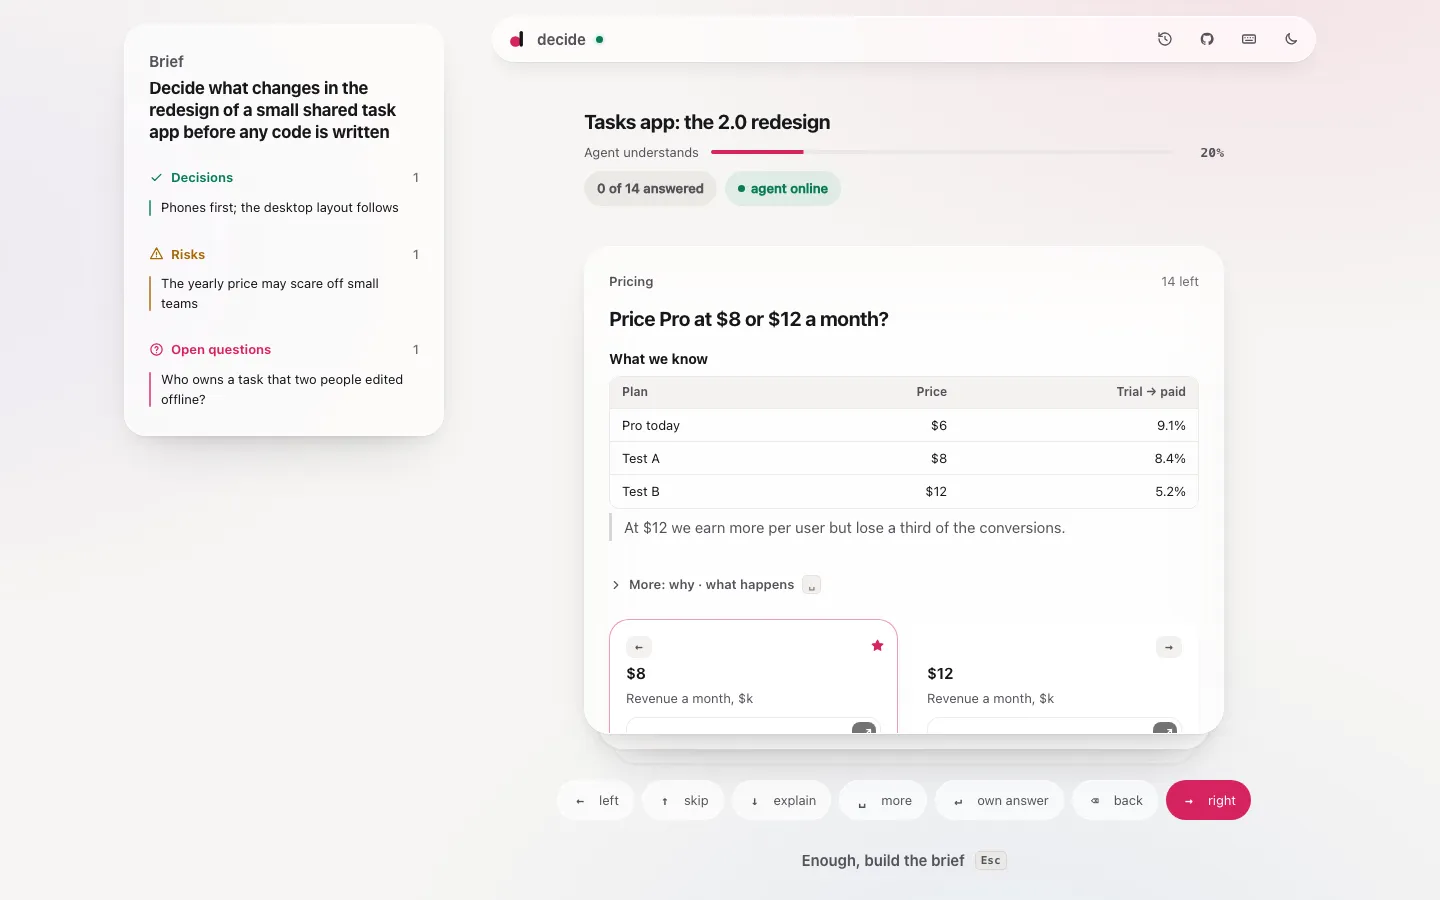 Brief
Decide what changes in the
redesign of a small shared task
app before any code is written
Decisions 1
Phones first; the desktop layout follows
Risks 1
The yearly price may scare off small
teams
Open questions 1
Who owns a task that two people edited
offline?
decide
Tasks app: the 2.0 redesign
Agent understands 20%
0 of 14 answered agent online
Pricing 14 left
Price Pro at $8 or $12 a month?
What we know
Plan Price Trial → paid
Pro today $6 9.1%
Test A $8 8.4%
Test B $12 5.2%
At $12 we earn more per user but lose a third of the conversions.
More: why · what happens ␣
← →
$8 $12
Revenue a month, $k Revenue a month, $k
← left ↑ skip ↓ explain ␣ more ↵ own answer ⌫ back → right
Enough, build the brief Esc